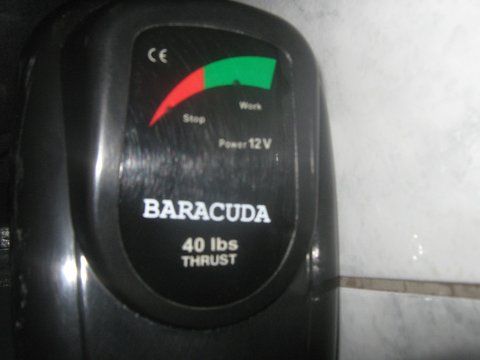 CE
Stop
Work
Power 12V
BARACUDA
40 lbs
THRUST